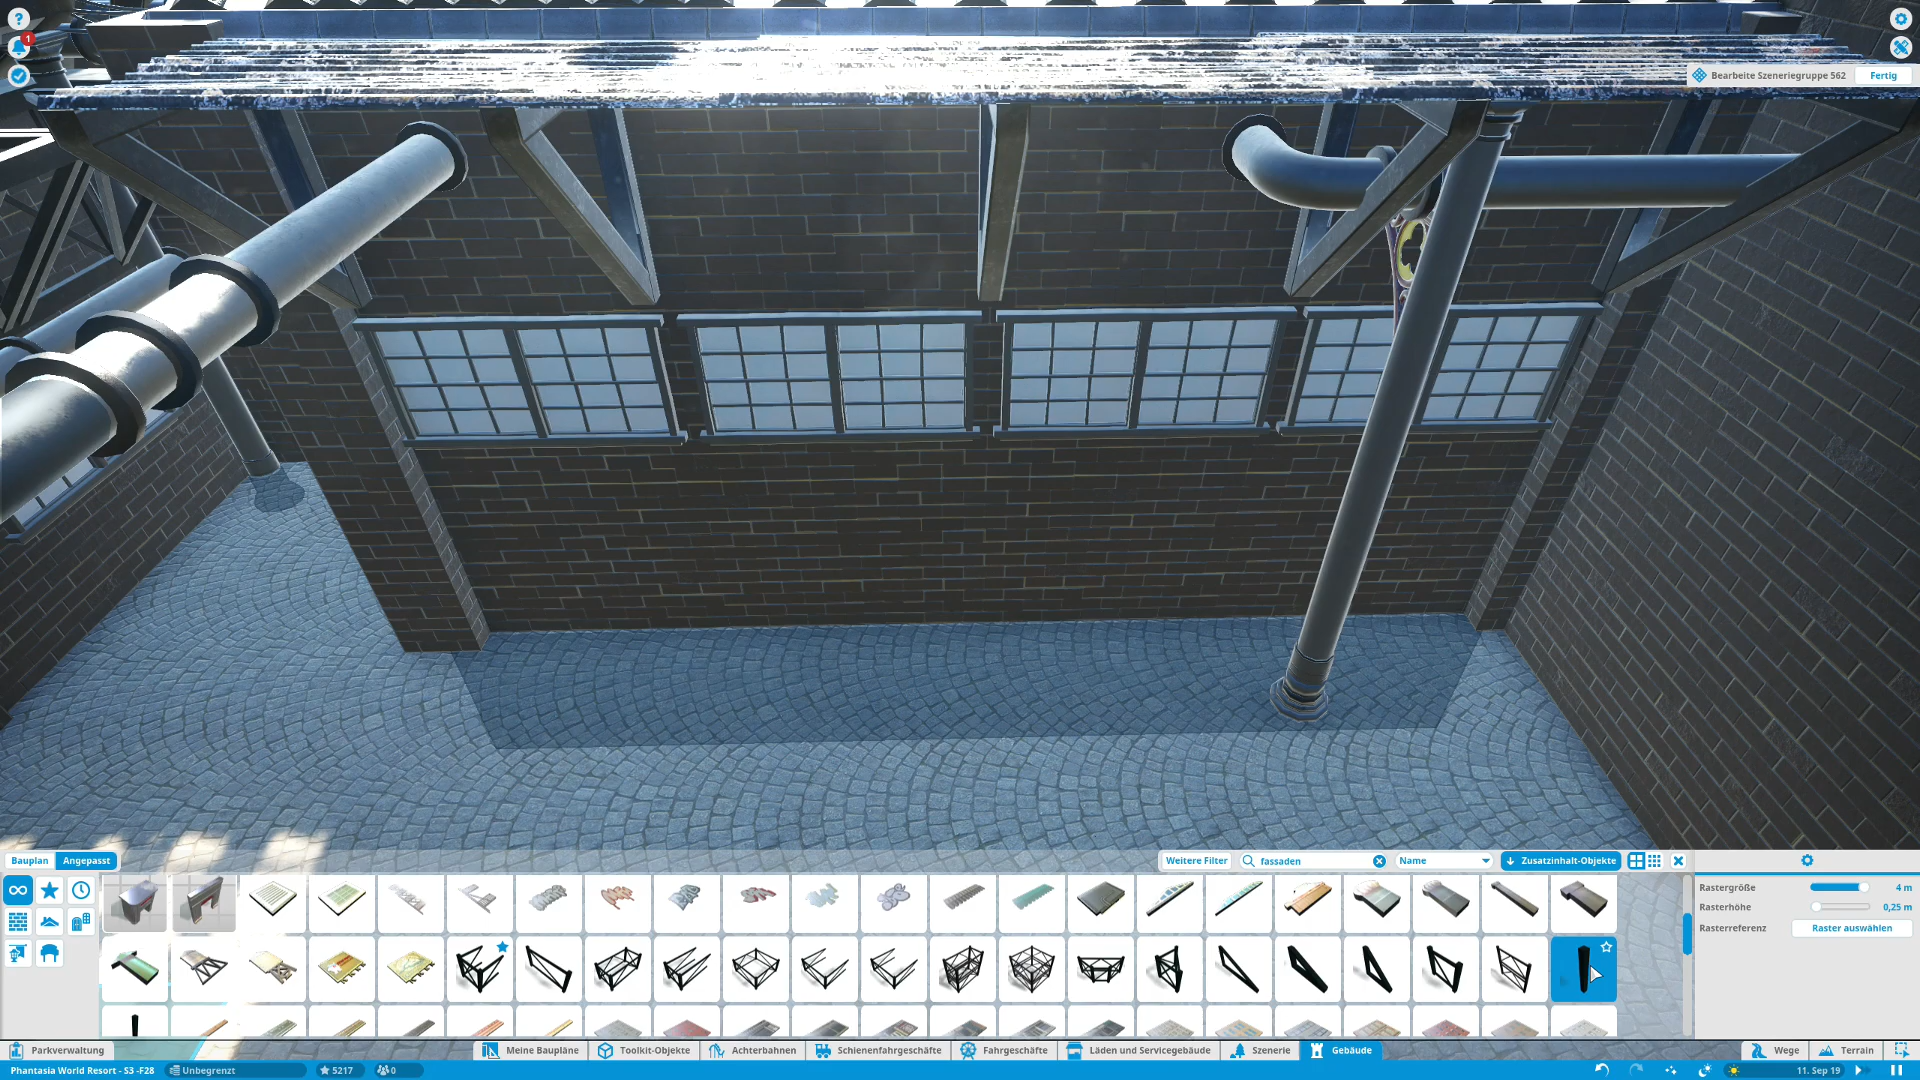 ?
1
Bearbeite Szeneriegruppe 562
Fertig
Bauplan
Angepasst
Weitere Filter
fassaden
Name
Zusatzinhalt-Objekte
Rastergröße
4 m
Rasterhöhe
0,25 m
Rasterreferenz
Raster auswählen
Parkverwaltung
Meine Baupläne
Toolkit-Objekte
Achterbahnen
Schienenfahrgeschäfte
Fahrgeschäfte
Läden und Servicegebäude
Szenerie
Gebäude
Wege
Terrain
Phantasia World Resort - S3 -F28
Unbegrenzt
5217
0
11. Sep 19